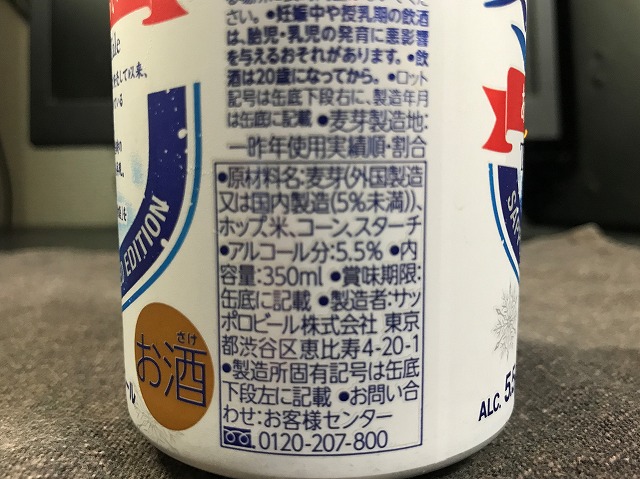 さい。●妊娠中や授乳期の飲酒
は、胎児・乳児の発育に悪影響
を与えるおそれがあります。●飲
酒は20歳になってから。●ロット
記号は缶底下段右に、製造年月
は缶底に記載 ●麦芽製造地:
一昨年使用実績順・割合
●原材料名:麦芽(外国製造
又は国内製造(5%未満))、
ホップ、米、コーン、スターチ
●アルコール分:5.5% ●内
容量:350ml ●賞味期限:
缶底に記載 ●製造者:サッ
ポロビール株式会社 東京
都渋谷区恵比寿4-20-1
●製造所固有記号は缶底
下段左に記載 ●お問い合
わせ:お客様センター
0120-207-800
さけ
お酒
EDITION
ALC. 5.5